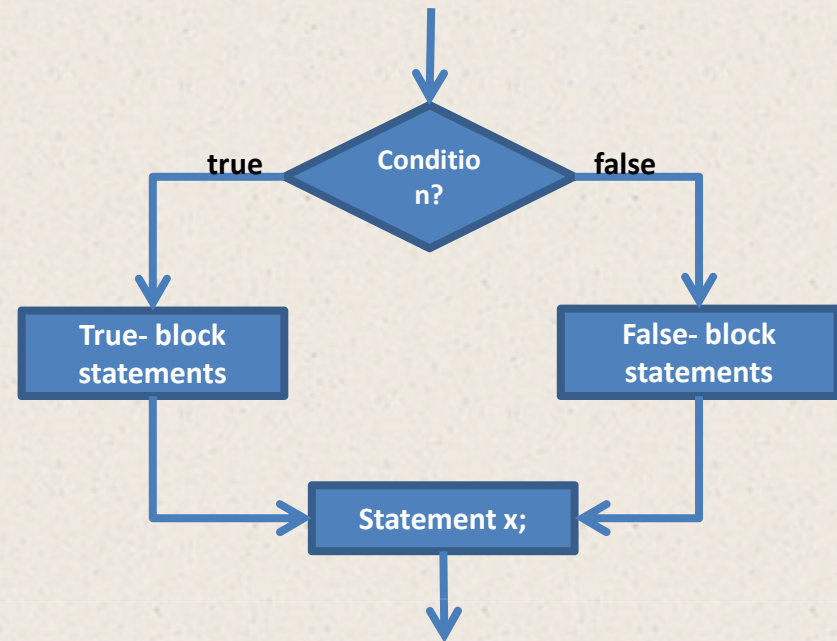 Conditio
n?
true
false
True- block
statements
False- block
statements
Statement x;